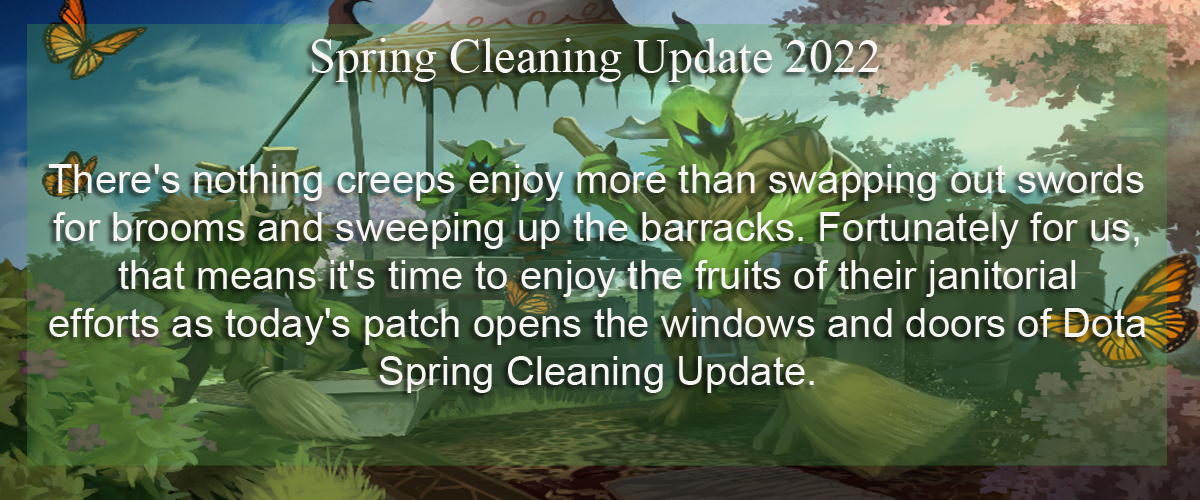 Spring Cleaning Update 2022
There's nothing creeps enjoy more than swapping out swords
for brooms and sweeping up the barracks. Fortunately for us,
that means it's time to enjoy the fruits of their janitorial
efforts as today's patch opens the windows and doors of Dota
Spring Cleaning Update.